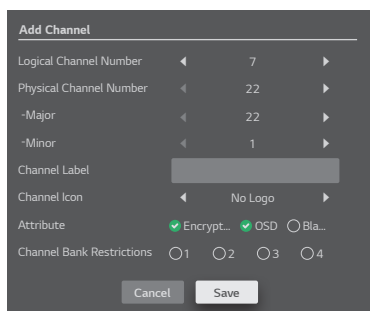 Add Channel
Logical Channel Number 7
Physical Channel Number 22
-Major 22
-Minor 1
Channel Label
Channel Icon No Logo
Attribute Encrypt... OSD Bla...
Channel Bank Restrictions 1 2 3 4
Cancel Save